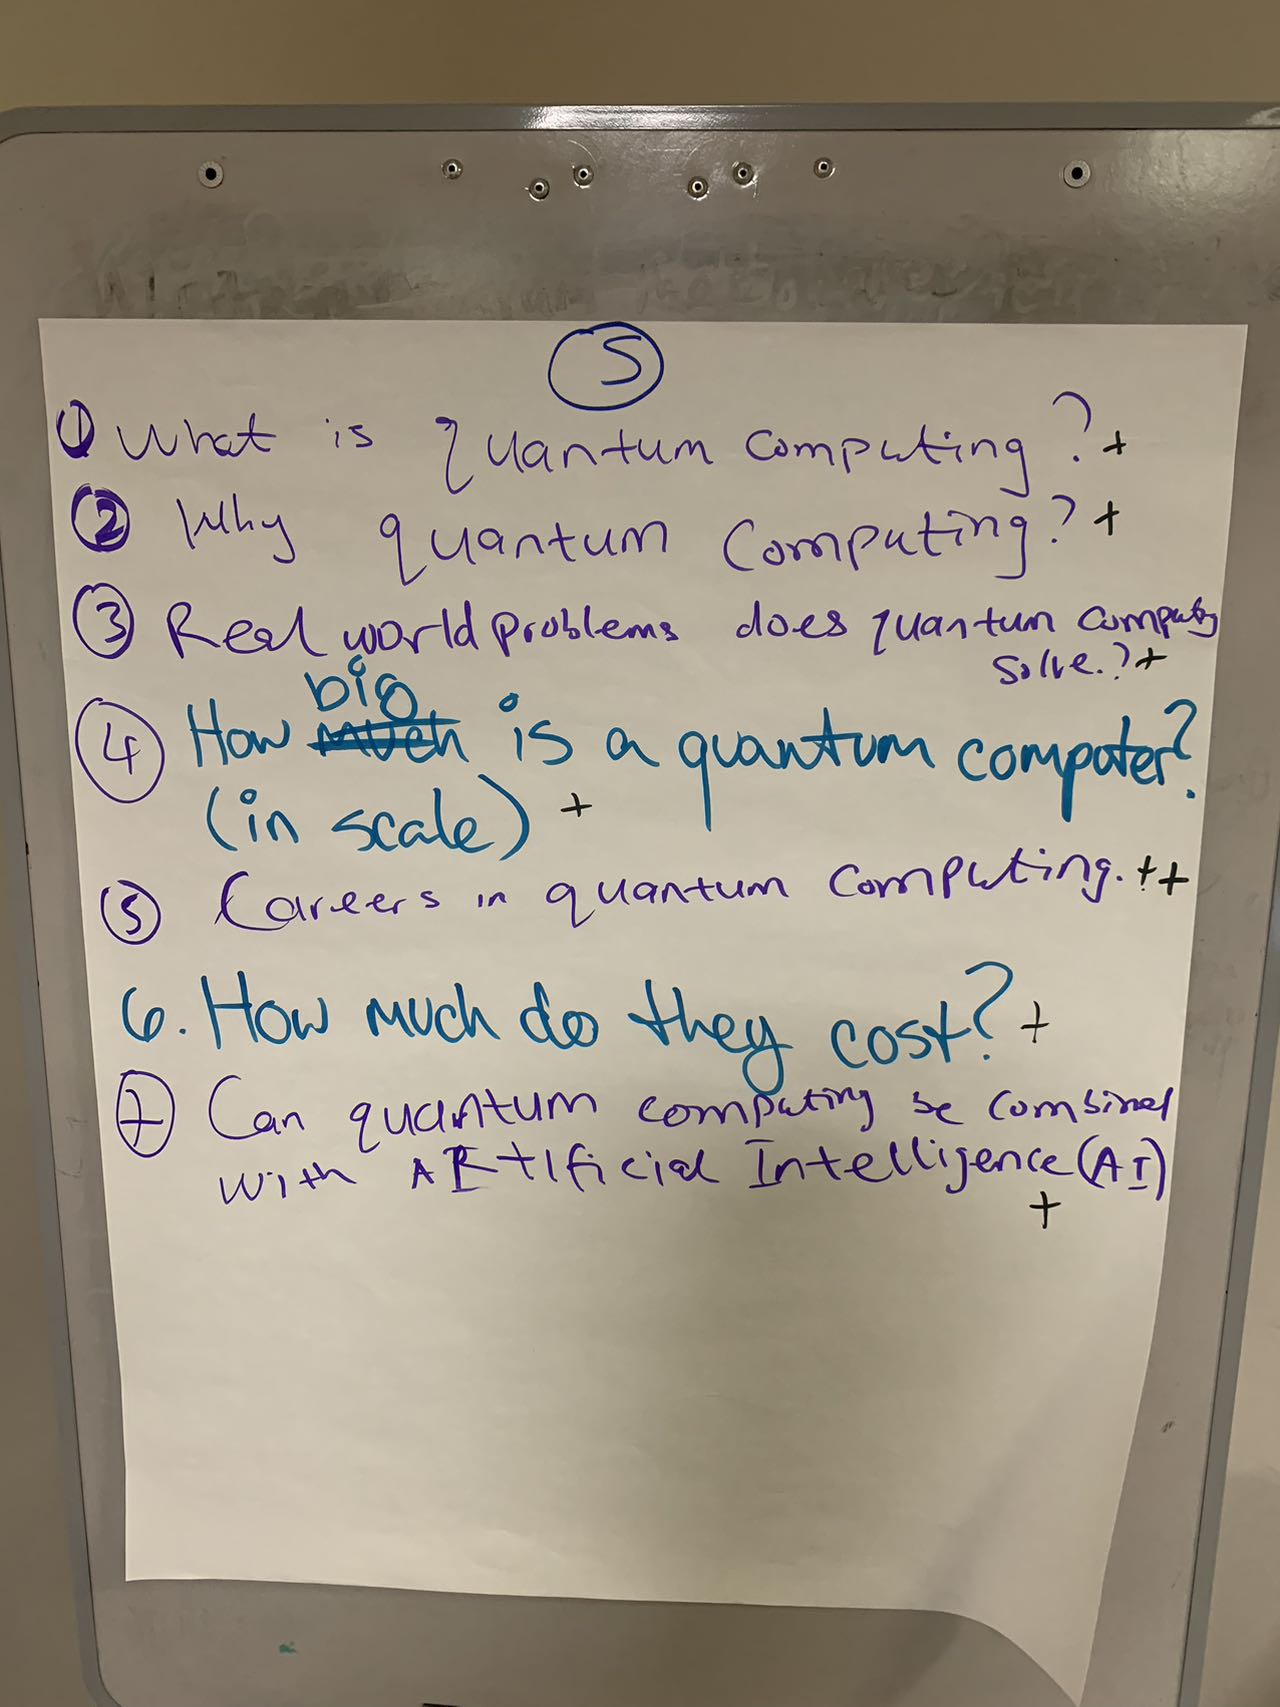 5
① What is quantum computing? +
② Why quantum computing? +
③ Real world problems does quantum computing
solve.? +
big
④ How much is a quantum computer?
(in scale) +
⑤ Careers in quantum computing. ++
6. How much do they cost? +
⑦ Can quantum computing be combined
with ARtificial Intelligence (AI)
+